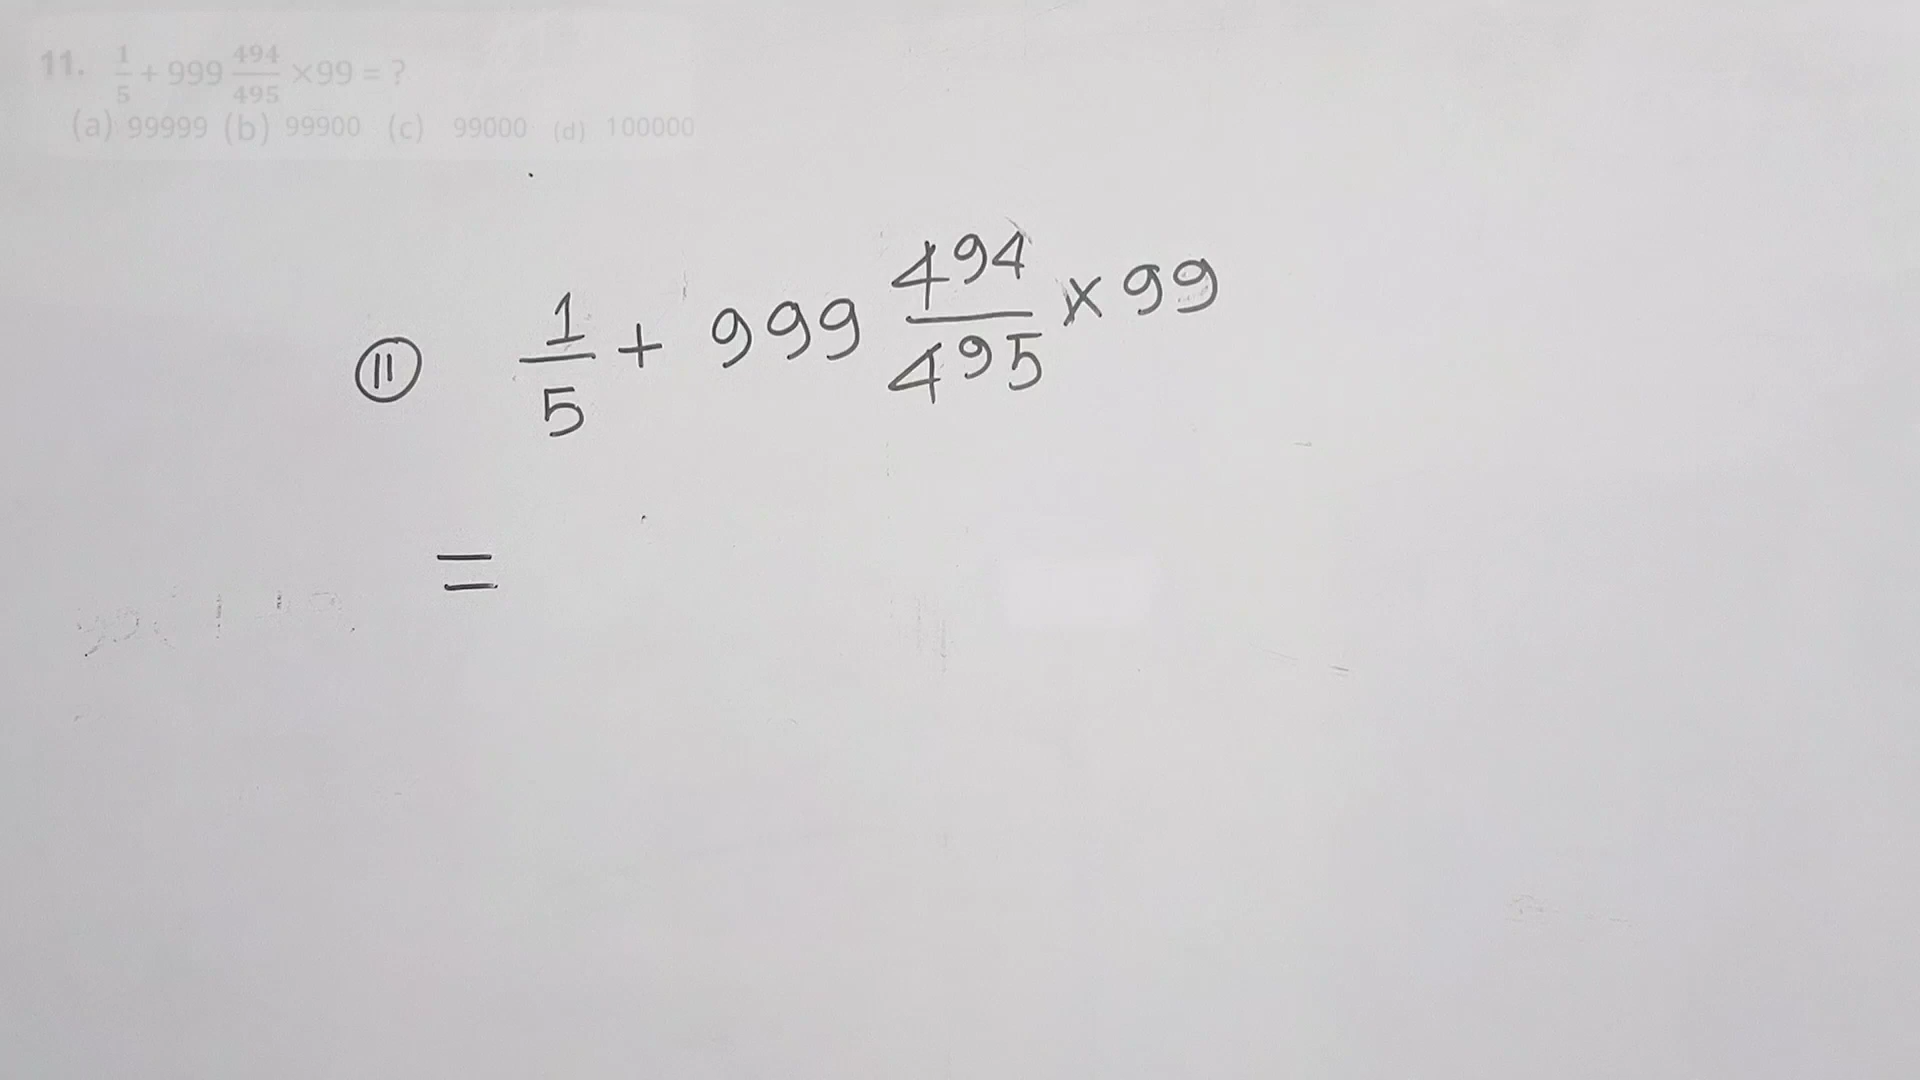 11. 1/5 + 999 494/495 ×99 = ?
(a) 99999 (b) 99900 (c) 99000 (d) 100000
⑪ 1/5 + 999 494/495 × 99
=